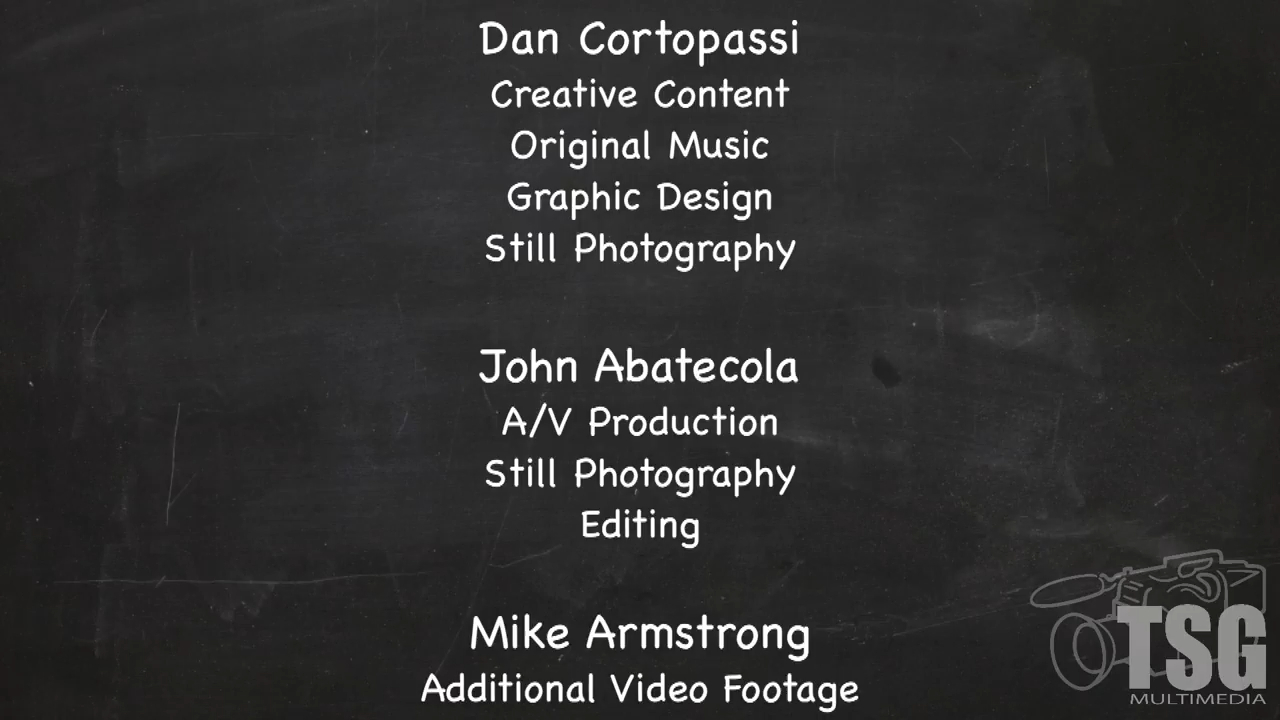 Dan Cortopassi
Creative Content
Original Music
Graphic Design
Still Photography
John Abatecola
A/V Production
Still Photography
Editing
Mike Armstrong
Additional Video Footage
TSG
MULTIMEDIA